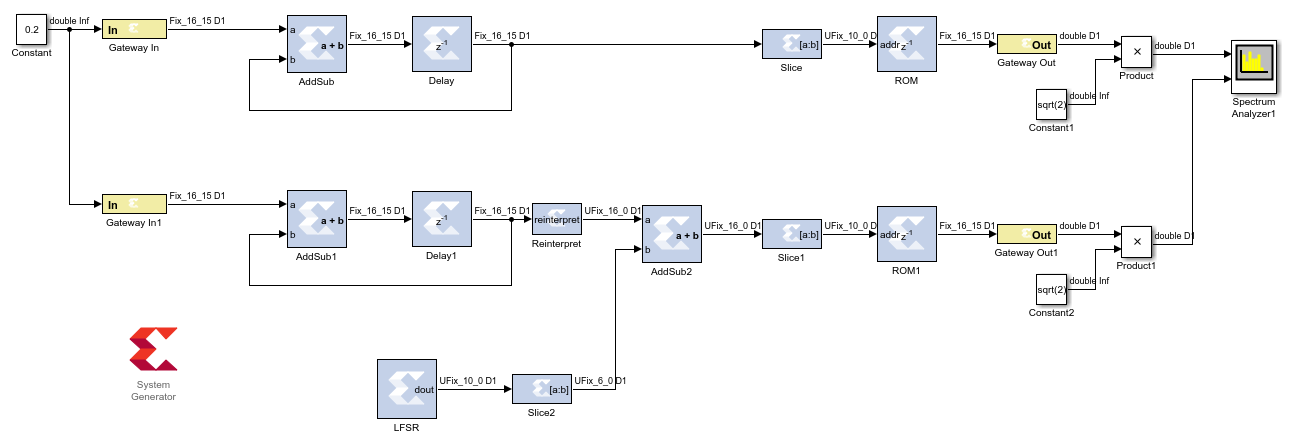 double Inf
0.2
Constant
In
Gateway In
Fix_16_15 D1
a
b
a + b
AddSub
Fix_16_15 D1
z-1
Delay
Fix_16_15 D1
[a:b]
Slice
UFix_10_0 D
addr z-1
ROM
Fix_16_15 D1
Out
Gateway Out
double D1
×
Product
double D1
sqrt(2)
double Inf
Constant1
Spectrum
Analyzer1
In
Gateway In1
Fix_16_15 D1
a
b
a + b
AddSub1
Fix_16_15 D1
z-1
Delay1
Fix_16_15 D1
reinterpret
Reinterpret
UFix_16_0 D1
a
b
a + b
AddSub2
UFix_16_0 D1
[a:b]
Slice1
UFix_10_0 D
addr z-1
ROM1
Fix_16_15 D1
Out
Gateway Out1
double D1
×
Product1
double D1
sqrt(2)
double Inf
Constant2
System
Generator
dout
LFSR
UFix_10_0 D1
[a:b]
Slice2
UFix_6_0 D1